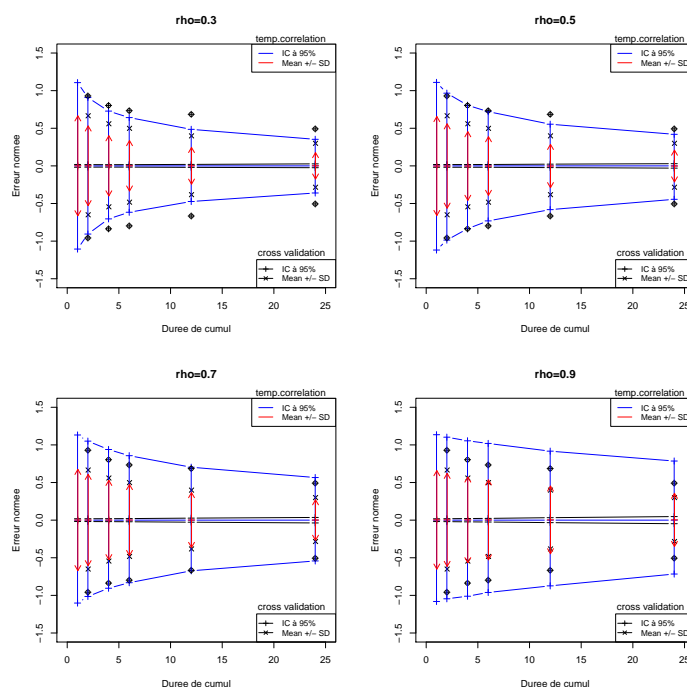 rho=0.3
temp.correlation
IC à 95%
Mean +/− SD
Erreur normee
1.5
1.0
0.5
0.0
−0.5
−1.0
−1.5
cross validation
IC à 95%
Mean +/− SD
0 5 10 15 20 25
Duree de cumul
rho=0.5
temp.correlation
IC à 95%
Mean +/− SD
Erreur normee
1.5
1.0
0.5
0.0
−0.5
−1.0
−1.5
cross validation
IC à 95%
Mean +/− SD
0 5 10 15 20 25
Duree de cumul
rho=0.7
temp.correlation
IC à 95%
Mean +/− SD
Erreur normee
1.5
1.0
0.5
0.0
−0.5
−1.0
−1.5
cross validation
IC à 95%
Mean +/− SD
0 5 10 15 20 25
Duree de cumul
rho=0.9
temp.correlation
IC à 95%
Mean +/− SD
Erreur normee
1.5
1.0
0.5
0.0
−0.5
−1.0
−1.5
cross validation
IC à 95%
Mean +/− SD
0 5 10 15 20 25
Duree de cumul